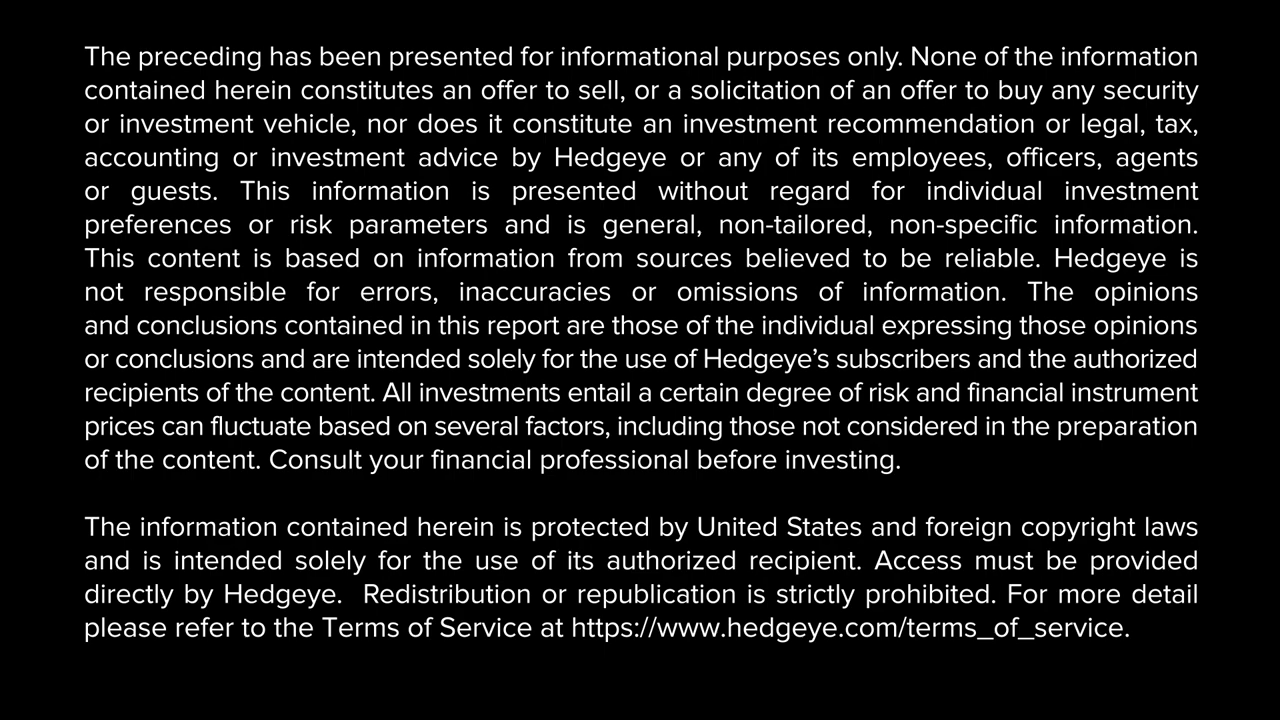 The preceding has been presented for informational purposes only. None of the information
contained herein constitutes an offer to sell, or a solicitation of an offer to buy any security
or investment vehicle, nor does it constitute an investment recommendation or legal, tax,
accounting or investment advice by Hedgeye or any of its employees, officers, agents
or guests. This information is presented without regard for individual investment
preferences or risk parameters and is general, non-tailored, non-specific information.
This content is based on information from sources believed to be reliable. Hedgeye is
not responsible for errors, inaccuracies or omissions of information. The opinions
and conclusions contained in this report are those of the individual expressing those opinions
or conclusions and are intended solely for the use of Hedgeye’s subscribers and the authorized
recipients of the content. All investments entail a certain degree of risk and financial instrument
prices can fluctuate based on several factors, including those not considered in the preparation
of the content. Consult your financial professional before investing.
The information contained herein is protected by United States and foreign copyright laws
and is intended solely for the use of its authorized recipient. Access must be provided
directly by Hedgeye.  Redistribution or republication is strictly prohibited. For more detail
please refer to the Terms of Service at https://www.hedgeye.com/terms_of_service.